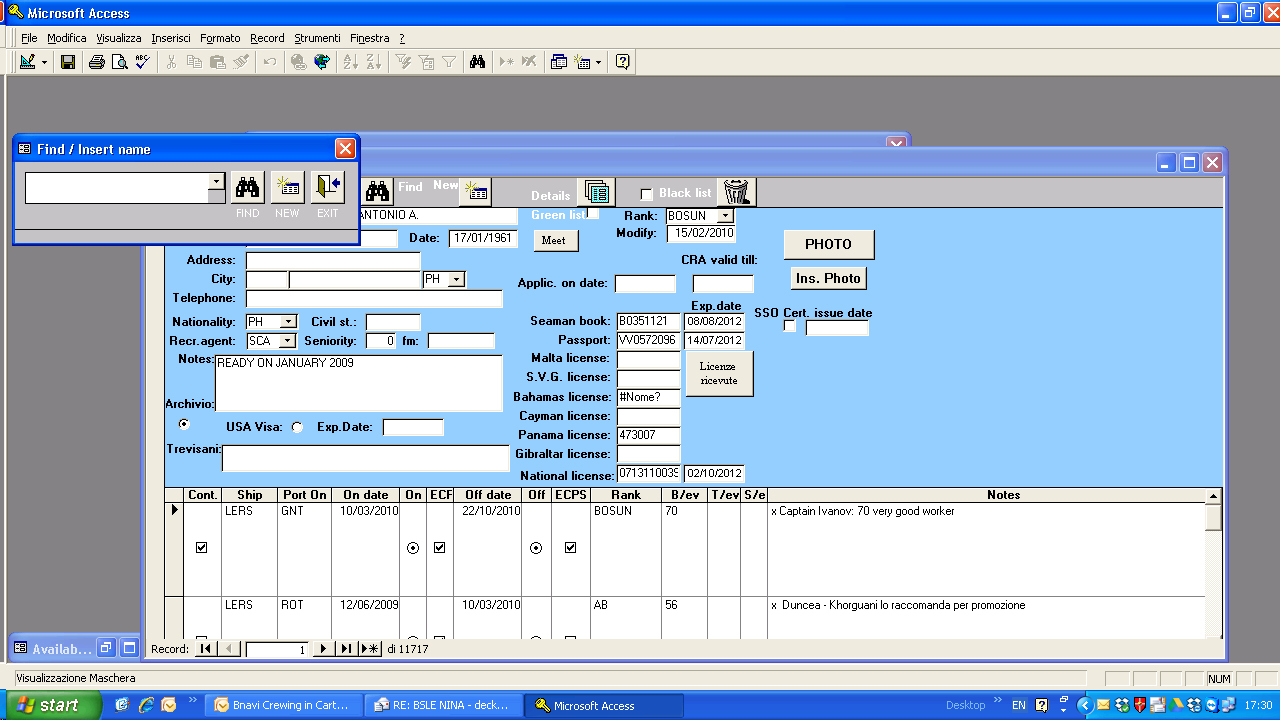 Microsoft Access
File Modifica Visualizza Inserisci Formato Record Strumenti Finestra ?
ABC
Find / Insert name
FIND NEW EXIT
Find New Details Black list
ANTONIO A. Green list Rank: BOSUN
Date: 17/01/1961 Meet Modify: 15/02/2010 PHOTO
Address: CRA valid till:
City: PH Applic. on date: Ins. Photo
Telephone:
Exp.date SSO Cert. issue date
Nationality: PH Civil st.: Seaman book: B0351121 08/08/2012
Recr.agent: SCA Seniority: 0 fm: Passport: VV0572096 14/07/2012
Notes: READY ON JANUARY 2009 Malta license: Licenze ricevute
S.V.G. license:
Archivio: Bahamas license: #Nome?
Cayman license:
USA Visa: Exp.Date: Panama license: 473007
Trevisani: Gibraltar license:
National license: 0713110039 02/10/2012
Cont. Ship Port On On date On ECF Off date Off ECPS Rank B/ev T/ev S/e Notes
LERS GNT 10/03/2010 22/10/2010 BOSUN 70 x Captain Ivanov: 70 very good worker
LERS ROT 12/06/2009 10/03/2010 AB 56 x Duncea - Khorguani lo raccomanda per promozione
Availab...
Record: 1 di 11717
Visualizzazione Maschera NUM
start Bnavi Crewing in Cart... RE: BSLE NINA - deck... Microsoft Access Desktop EN 17:30